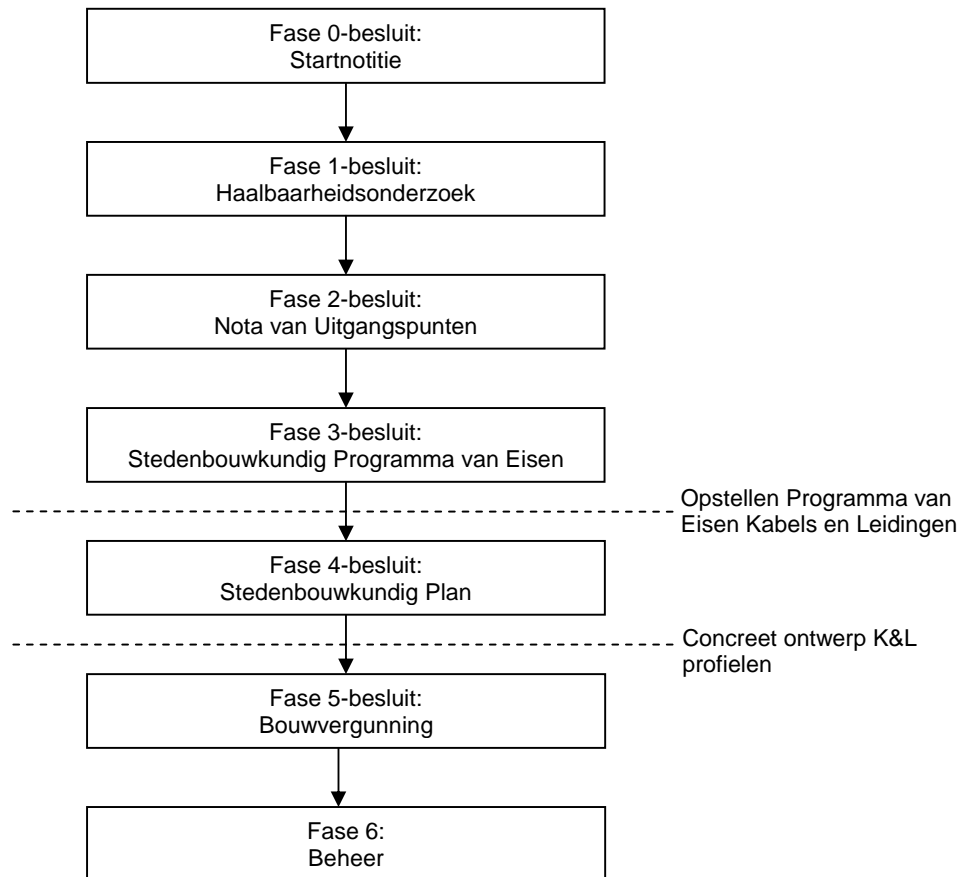 Fase 0-besluit:
Startnotitie
Fase 1-besluit:
Haalbaarheidsonderzoek
Fase 2-besluit:
Nota van Uitgangspunten
Fase 3-besluit:
Stedenbouwkundig Programma van Eisen
Opstellen Programma van
Eisen Kabels en Leidingen
Fase 4-besluit:
Stedenbouwkundig Plan
Concreet ontwerp K&L
profielen
Fase 5-besluit:
Bouwvergunning
Fase 6:
Beheer